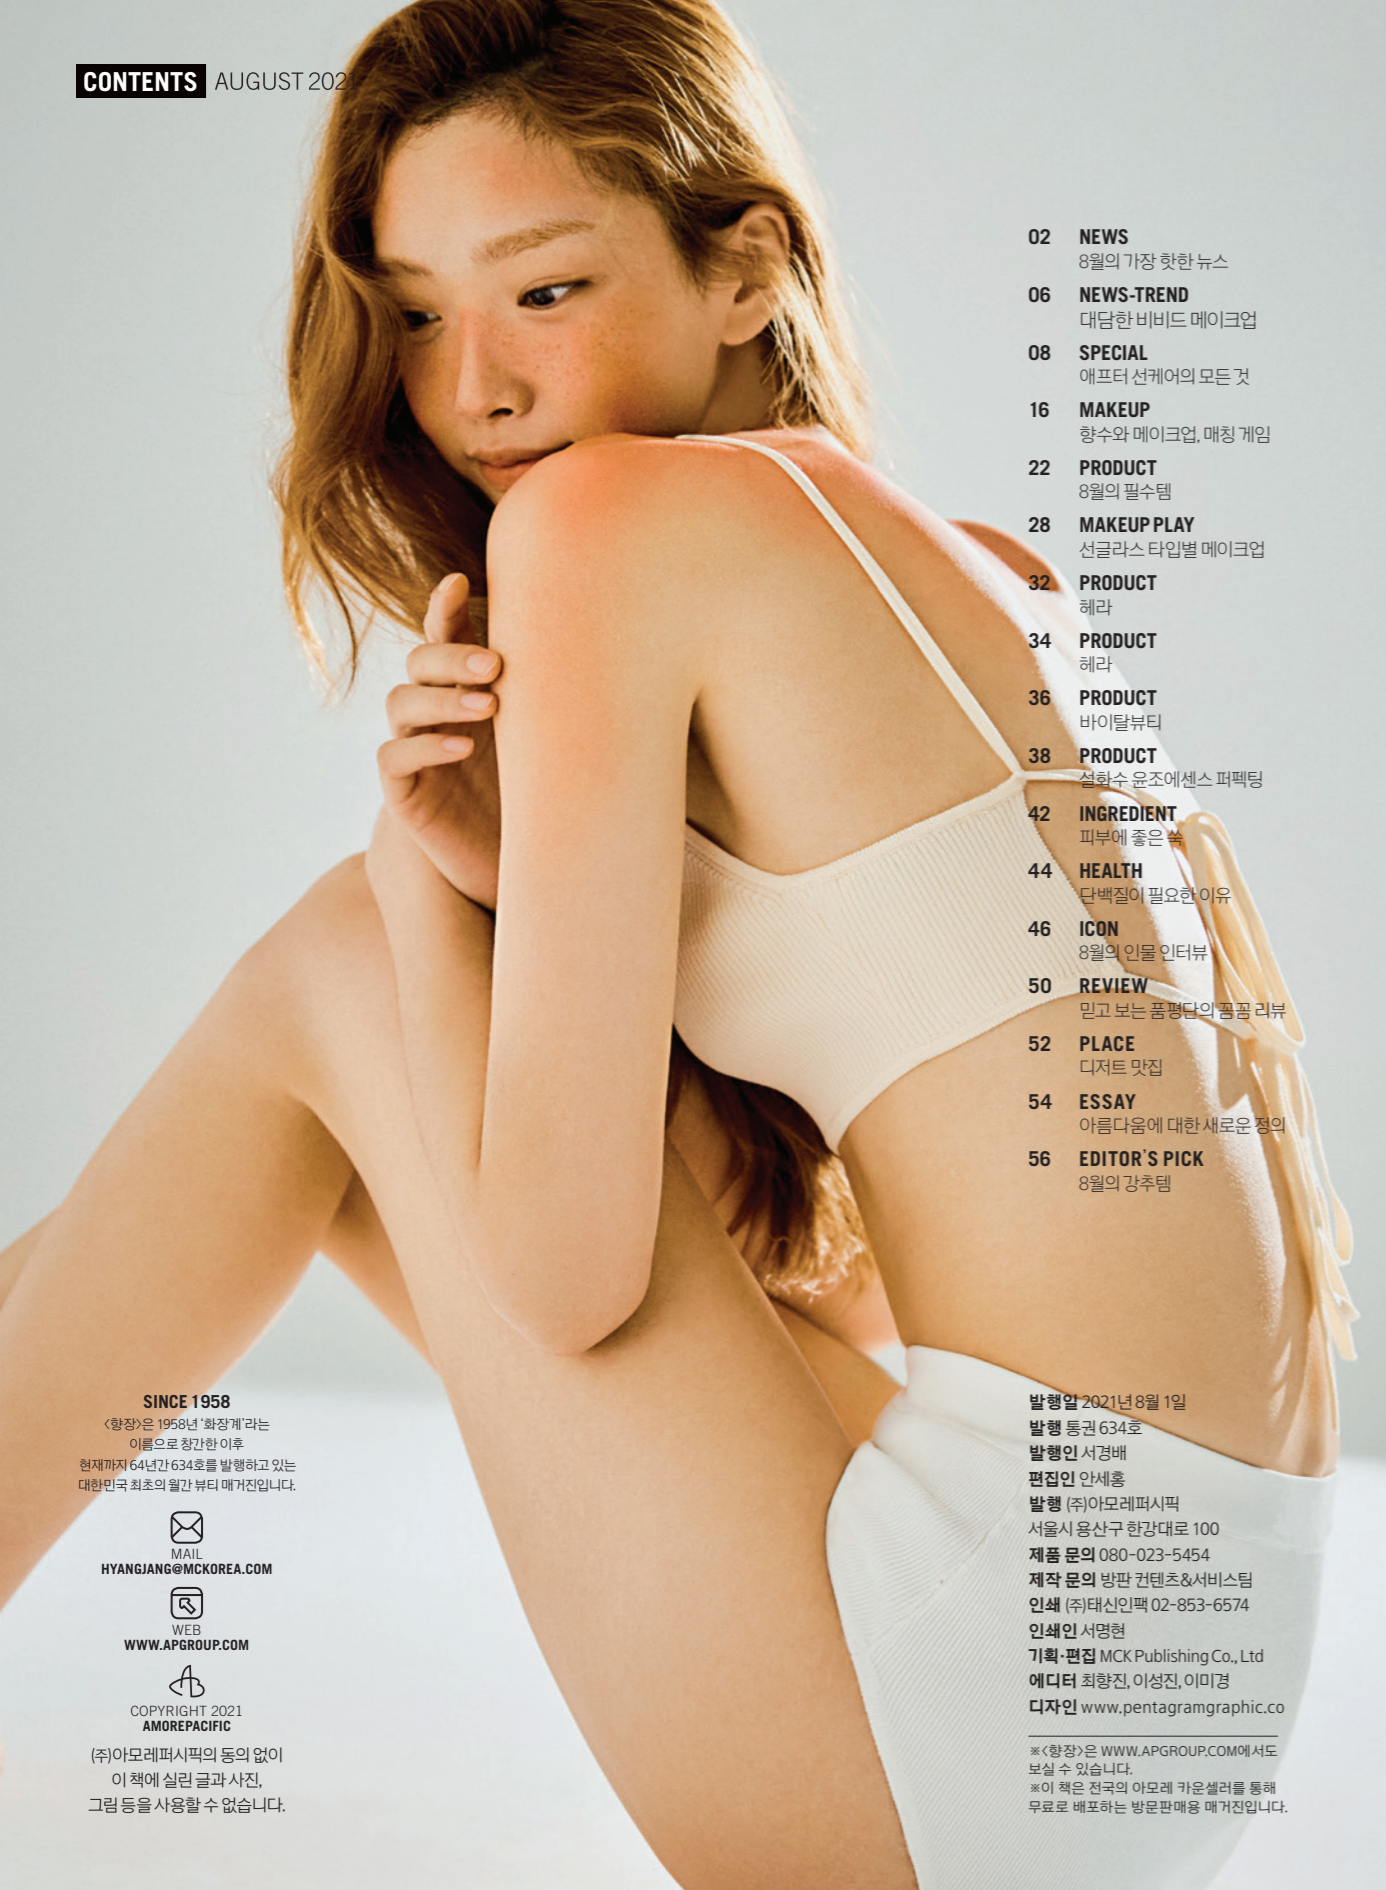 CONTENTS AUGUST 2021
02 NEWS
8월의 가장 핫한 뉴스
06 NEWS-TREND
대담한 비비드 메이크업
08 SPECIAL
애프터 선케어의 모든 것
16 MAKEUP
향수와 메이크업, 매칭 게임
22 PRODUCT
8월의 필수템
28 MAKEUP PLAY
선글라스 타입별 메이크업
32 PRODUCT
헤라
34 PRODUCT
헤라
36 PRODUCT
바이탈뷰티
38 PRODUCT
설화수 윤조에센스 퍼펙팅
42 INGREDIENT
피부에 좋은 쑥
44 HEALTH
단백질이 필요한 이유
46 ICON
8월의 인물 인터뷰
50 REVIEW
믿고 보는 품평단의 꼼꼼 리뷰
52 PLACE
디저트 맛집
54 ESSAY
아름다움에 대한 새로운 정의
56 EDITOR'S PICK
8월의 강추템
SINCE 1958
<향장>은 1958년 '화장계'라는
이름으로 창간한 이후
현재까지 64년간 634호를 발행하고 있는
대한민국 최초의 월간 뷰티 매거진입니다.
MAIL
HYANGJANG@MCKOREA.COM
WEB
WWW.APGROUP.COM
COPYRIGHT 2021
AMOREPACIFIC
(주)아모레퍼시픽의 동의 없이
이 책에 실린 글과 사진,
그림 등을 사용할 수 없습니다.
발행일 2021년 8월 1일
발행 통권 634호
발행인 서경배
편집인 안세홍
발행 (주)아모레퍼시픽
서울시 용산구 한강대로 100
제품 문의 080-023-5454
제작 문의 방판 컨텐츠&서비스팀
인쇄 (주)태신인팩 02-853-6574
인쇄인 서명현
기획·편집 MCK Publishing Co., Ltd
에디터 최향진, 이성진, 이미경
디자인 www.pentagramgraphic.co
※<향장>은 WWW.APGROUP.COM에서도
보실 수 있습니다.
※이 책은 전국의 아모레 카운셀러를 통해
무료로 배포하는 방문판매용 매거진입니다.